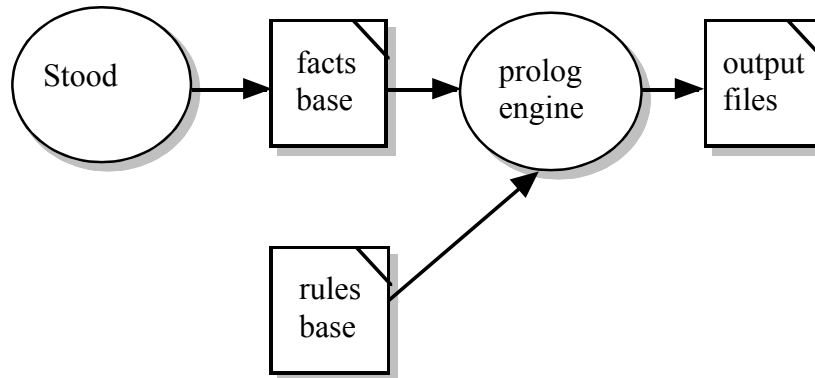 Stood
facts
base
prolog
engine
output
files
rules
base